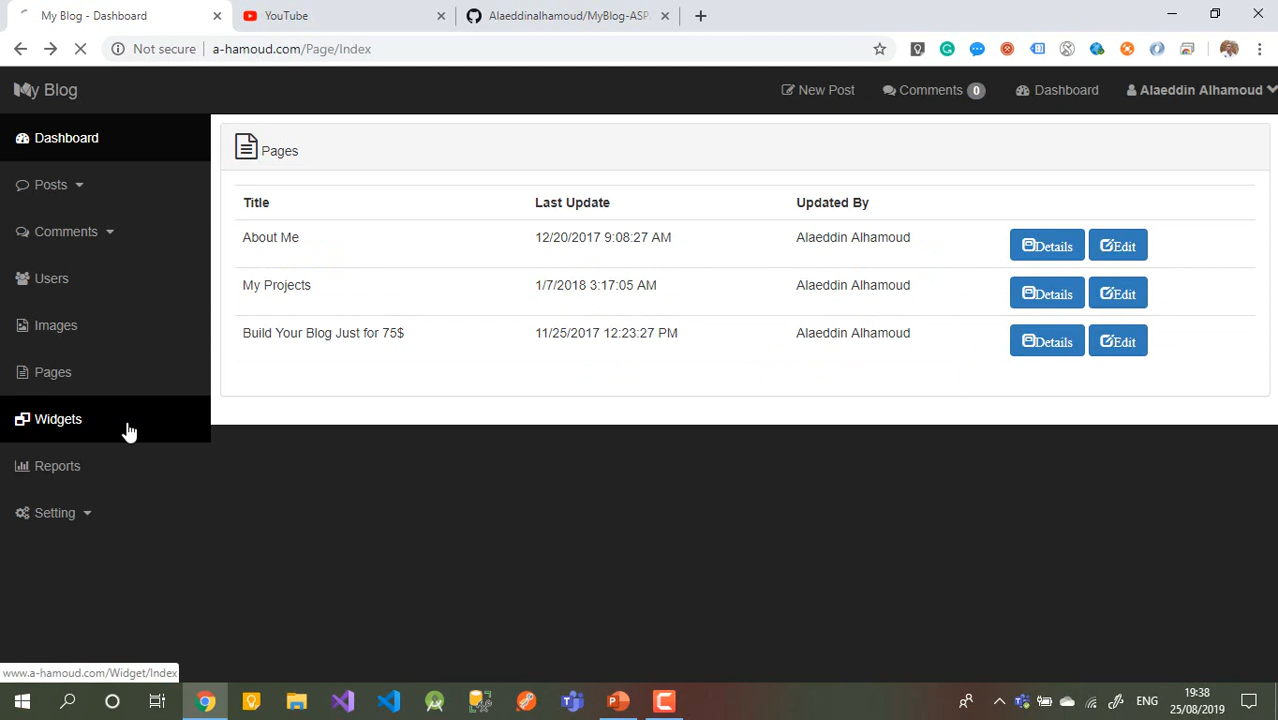 My Blog - Dashboard
YouTube
Alaeddinalhamoud/MyBlog-ASP
Not secure
a-hamoud.com/Page/Index
My Blog
New Post
Comments 0
Dashboard
Alaeddin Alhamoud
Dashboard
Posts
Comments
Users
Images
Pages
Widgets
Reports
Setting
Pages
Title Last Update Updated By
About Me 12/20/2017 9:08:27 AM Alaeddin Alhamoud Details Edit
My Projects 1/7/2018 3:17:05 AM Alaeddin Alhamoud Details Edit
Build Your Blog Just for 75$ 11/25/2017 12:23:27 PM Alaeddin Alhamoud Details Edit
www.a-hamoud.com/Widget/Index
ENG
19:38
25/08/2019